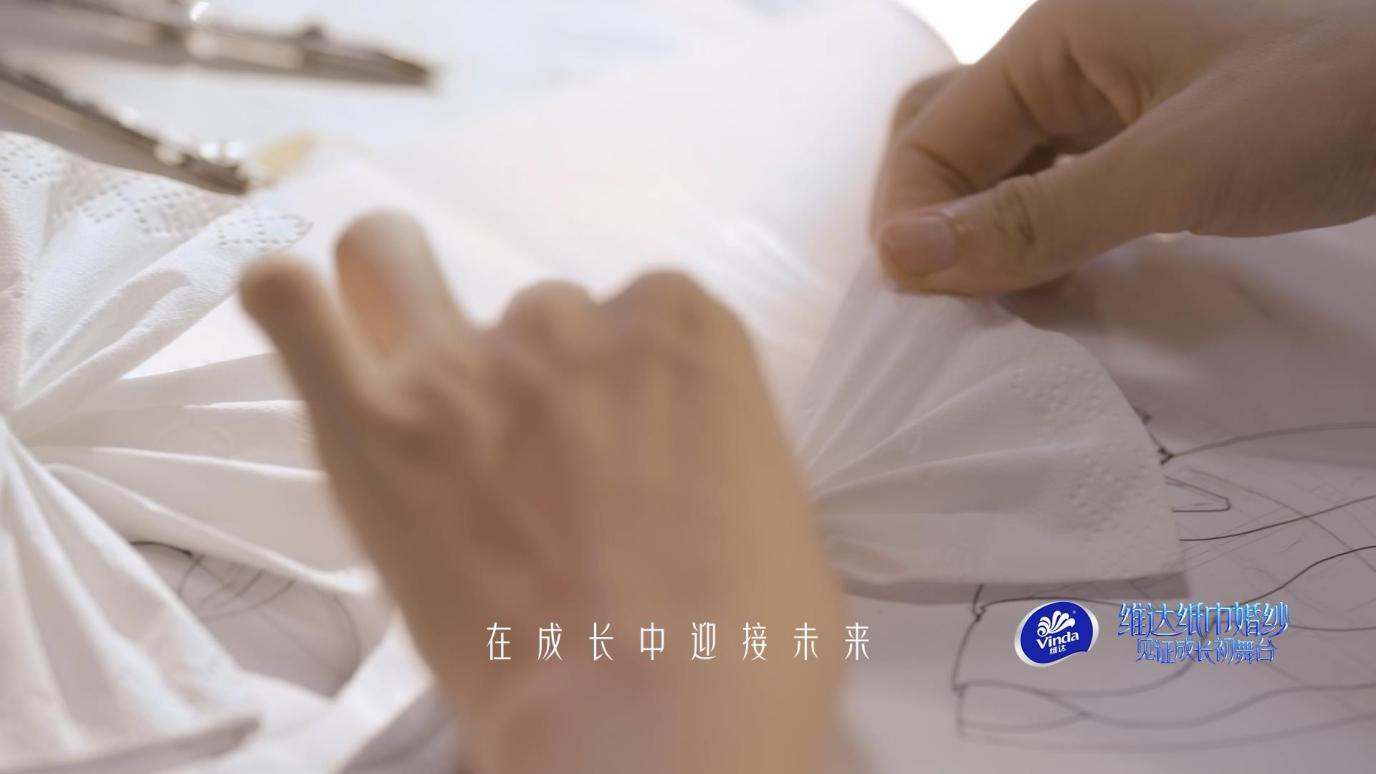 在成长中迎接未来
Vinda
维达
维达纸巾婚纱
见证成长初舞台